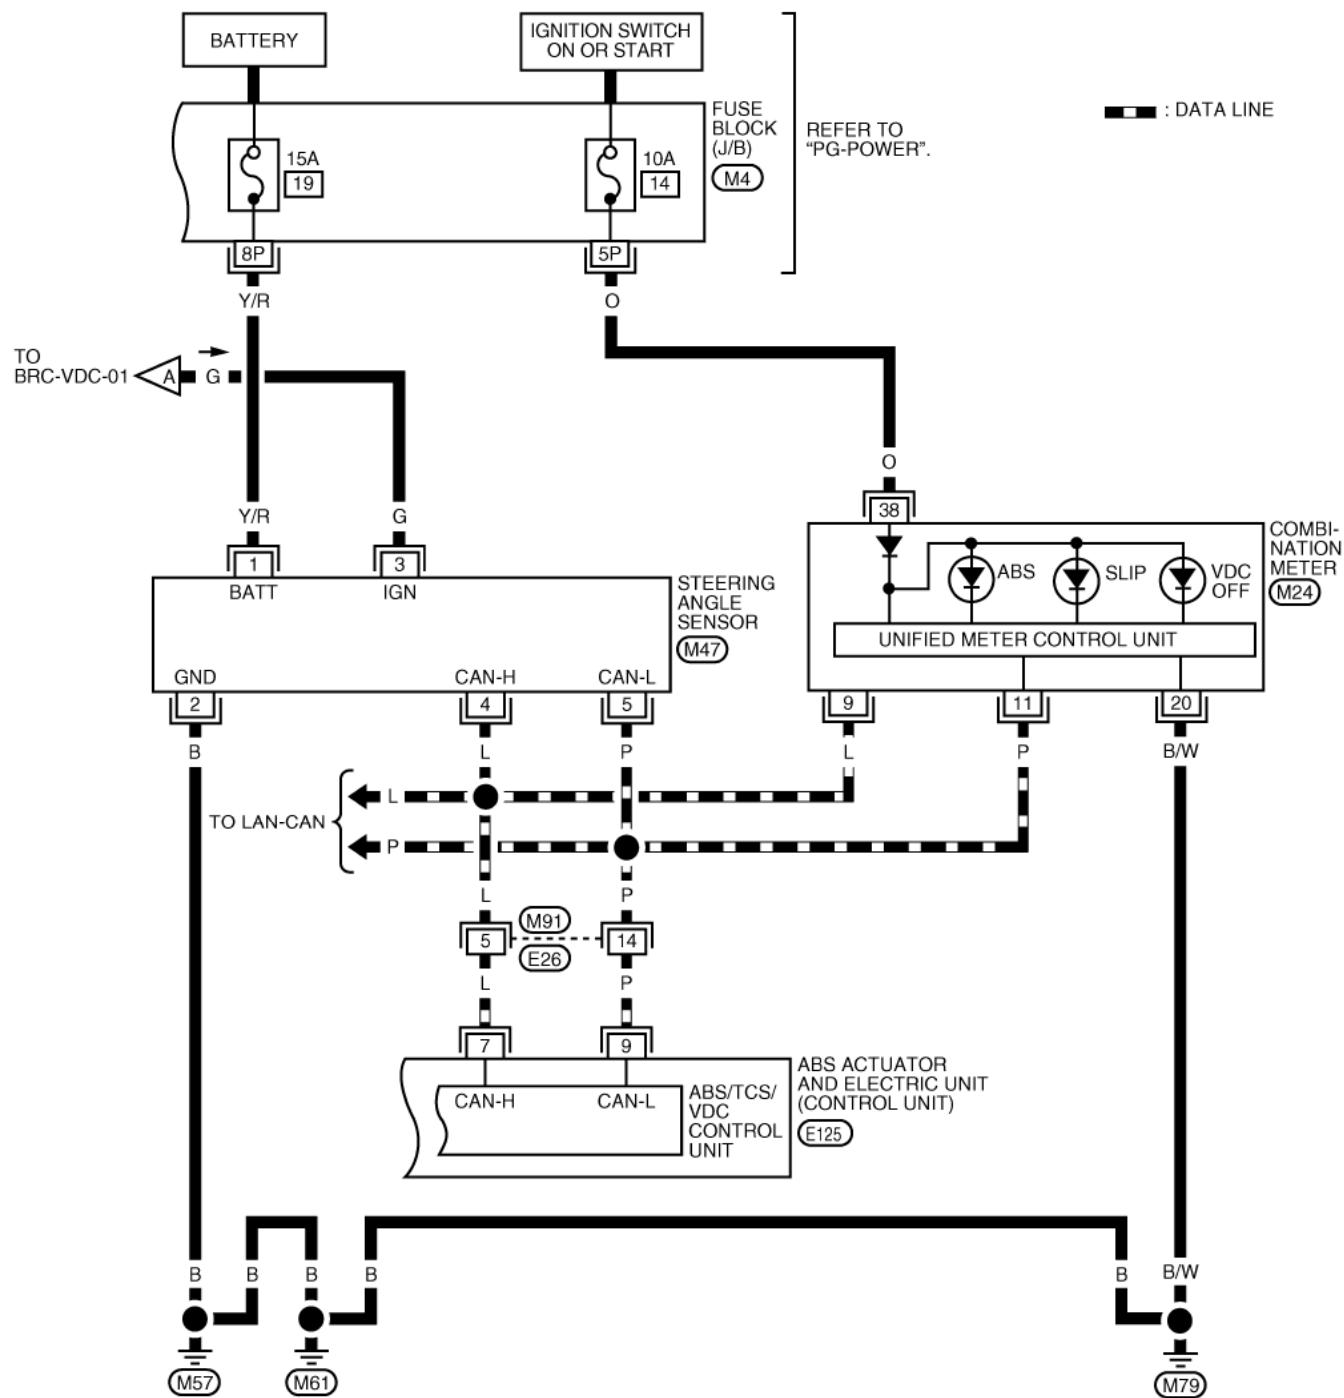 BATTERY
IGNITION SWITCH
ON OR START
FUSE
BLOCK
(J/B)
M4
REFER TO
“PG-POWER”.
: DATA LINE
15A
19
10A
14
8P
5P
Y/R
O
TO
BRC-VDC-01
A
G
O
Y/R
G
38
1
3
BATT
IGN
STEERING
ANGLE
SENSOR
M47
ABS
SLIP
VDC
OFF
COMBI-
NATION
METER
M24
UNIFIED METER CONTROL UNIT
GND
CAN-H
CAN-L
2
4
5
9
11
20
B
L
P
L
P
B/W
L
TO LAN-CAN
P
L
P
5
M91
E26
14
L
P
7
9
CAN-H
CAN-L
ABS/TCS/
VDC
CONTROL
UNIT
ABS ACTUATOR
AND ELECTRIC UNIT
(CONTROL UNIT)
E125
B
B
B
B
B
B/W
M57
M61
M79